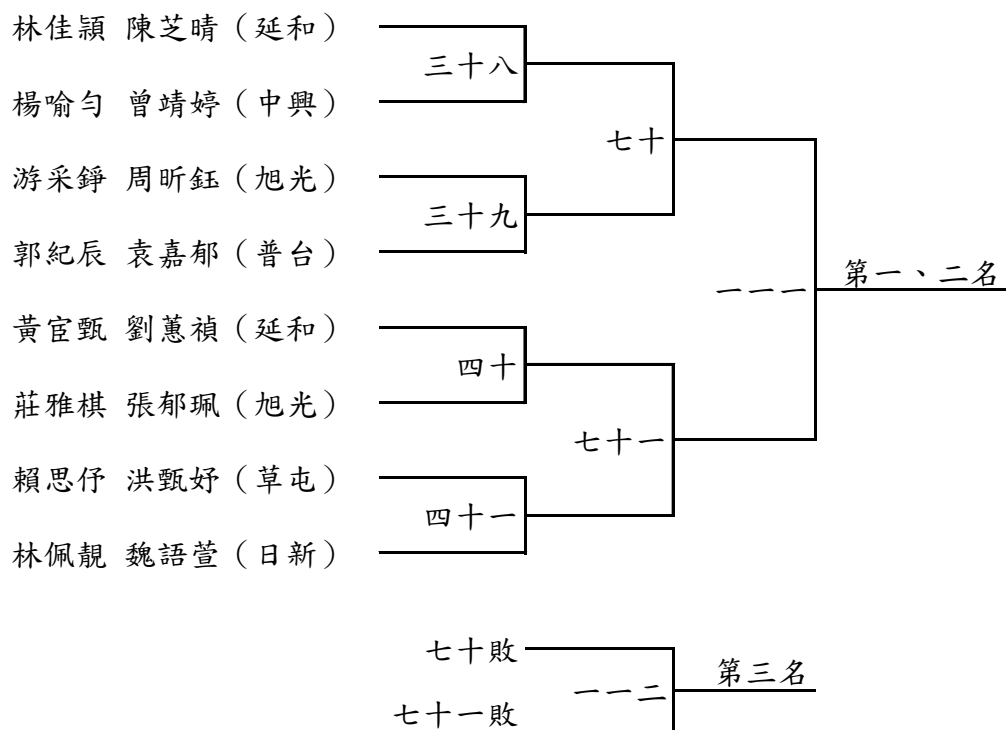 林佳頴 陳芝晴（延和）
三十八
楊喻勻 曾靖婷（中興）
七十
游采錚 周昕鈺（旭光）
三十九
郭紀辰 袁嘉郁（普台）
一一一
第一、二名
黃宦甄 劉蕙禎（延和）
四十
莊雅棋 張郁珮（旭光）
七十一
賴思伃 洪甄妤（草屯）
四十一
林佩靚 魏語萱（日新）
七十敗
一一二
第三名
七十一敗